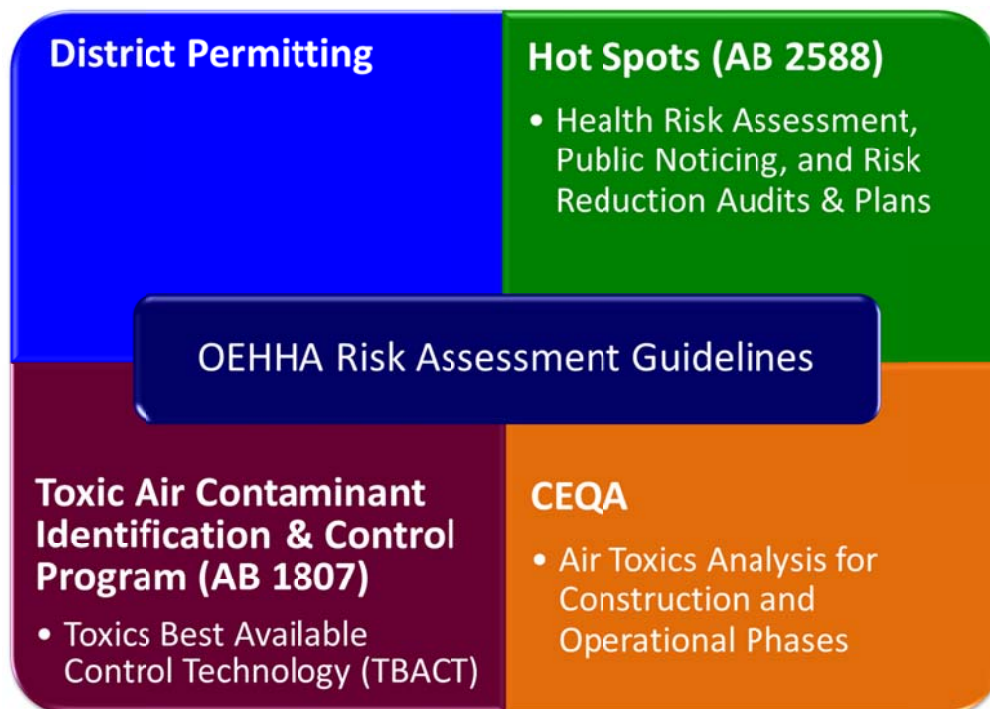 District Permitting
Hot Spots (AB 2588)
• Health Risk Assessment,
Public Noticing, and Risk
Reduction Audits & Plans
OEHHA Risk Assessment Guidelines
Toxic Air Contaminant
Identification & Control
Program (AB 1807)
• Toxics Best Available
Control Technology (TBACT)
CEQA
• Air Toxics Analysis for
Construction and
Operational Phases